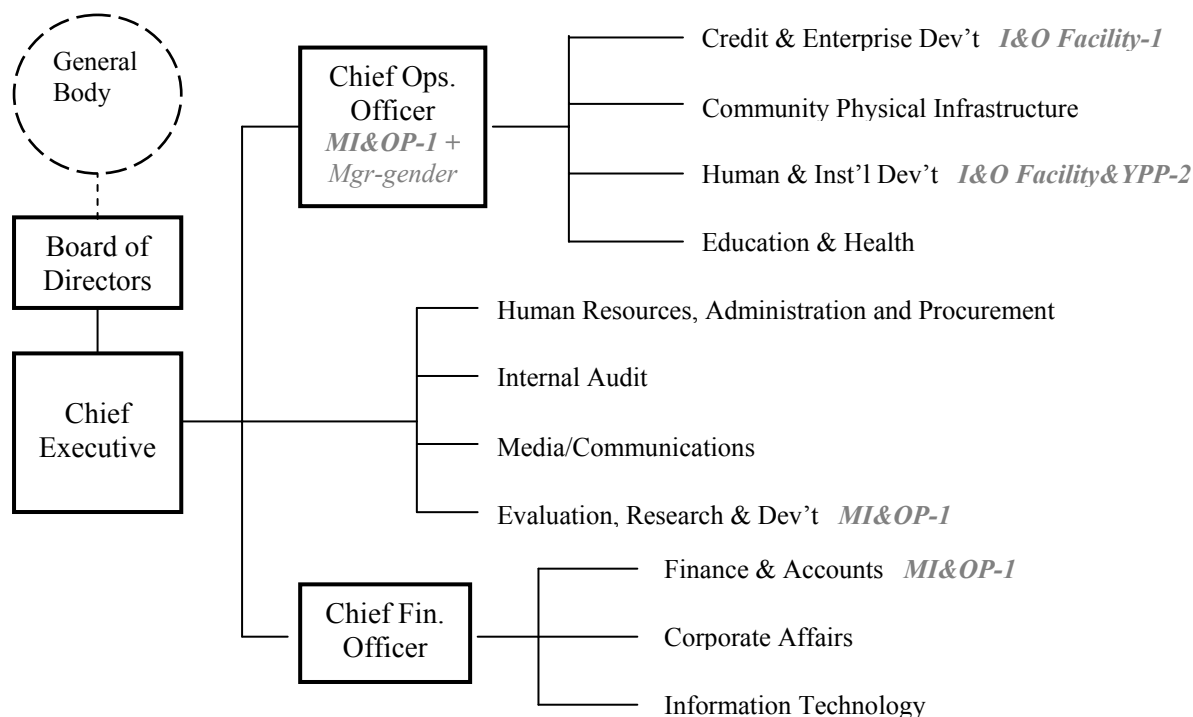 General
Body
Board of
Directors
Chief
Executive
Chief Ops.
Officer
MI&OP-1 +
Mgr-gender
Credit & Enterprise Dev't I&O Facility-1
Community Physical Infrastructure
Human & Inst'l Dev't I&O Facility&YPP-2
Education & Health
Human Resources, Administration and Procurement
Internal Audit
Media/Communications
Evaluation, Research & Dev't MI&OP-1
Chief Fin.
Officer
Finance & Accounts MI&OP-1
Corporate Affairs
Information Technology